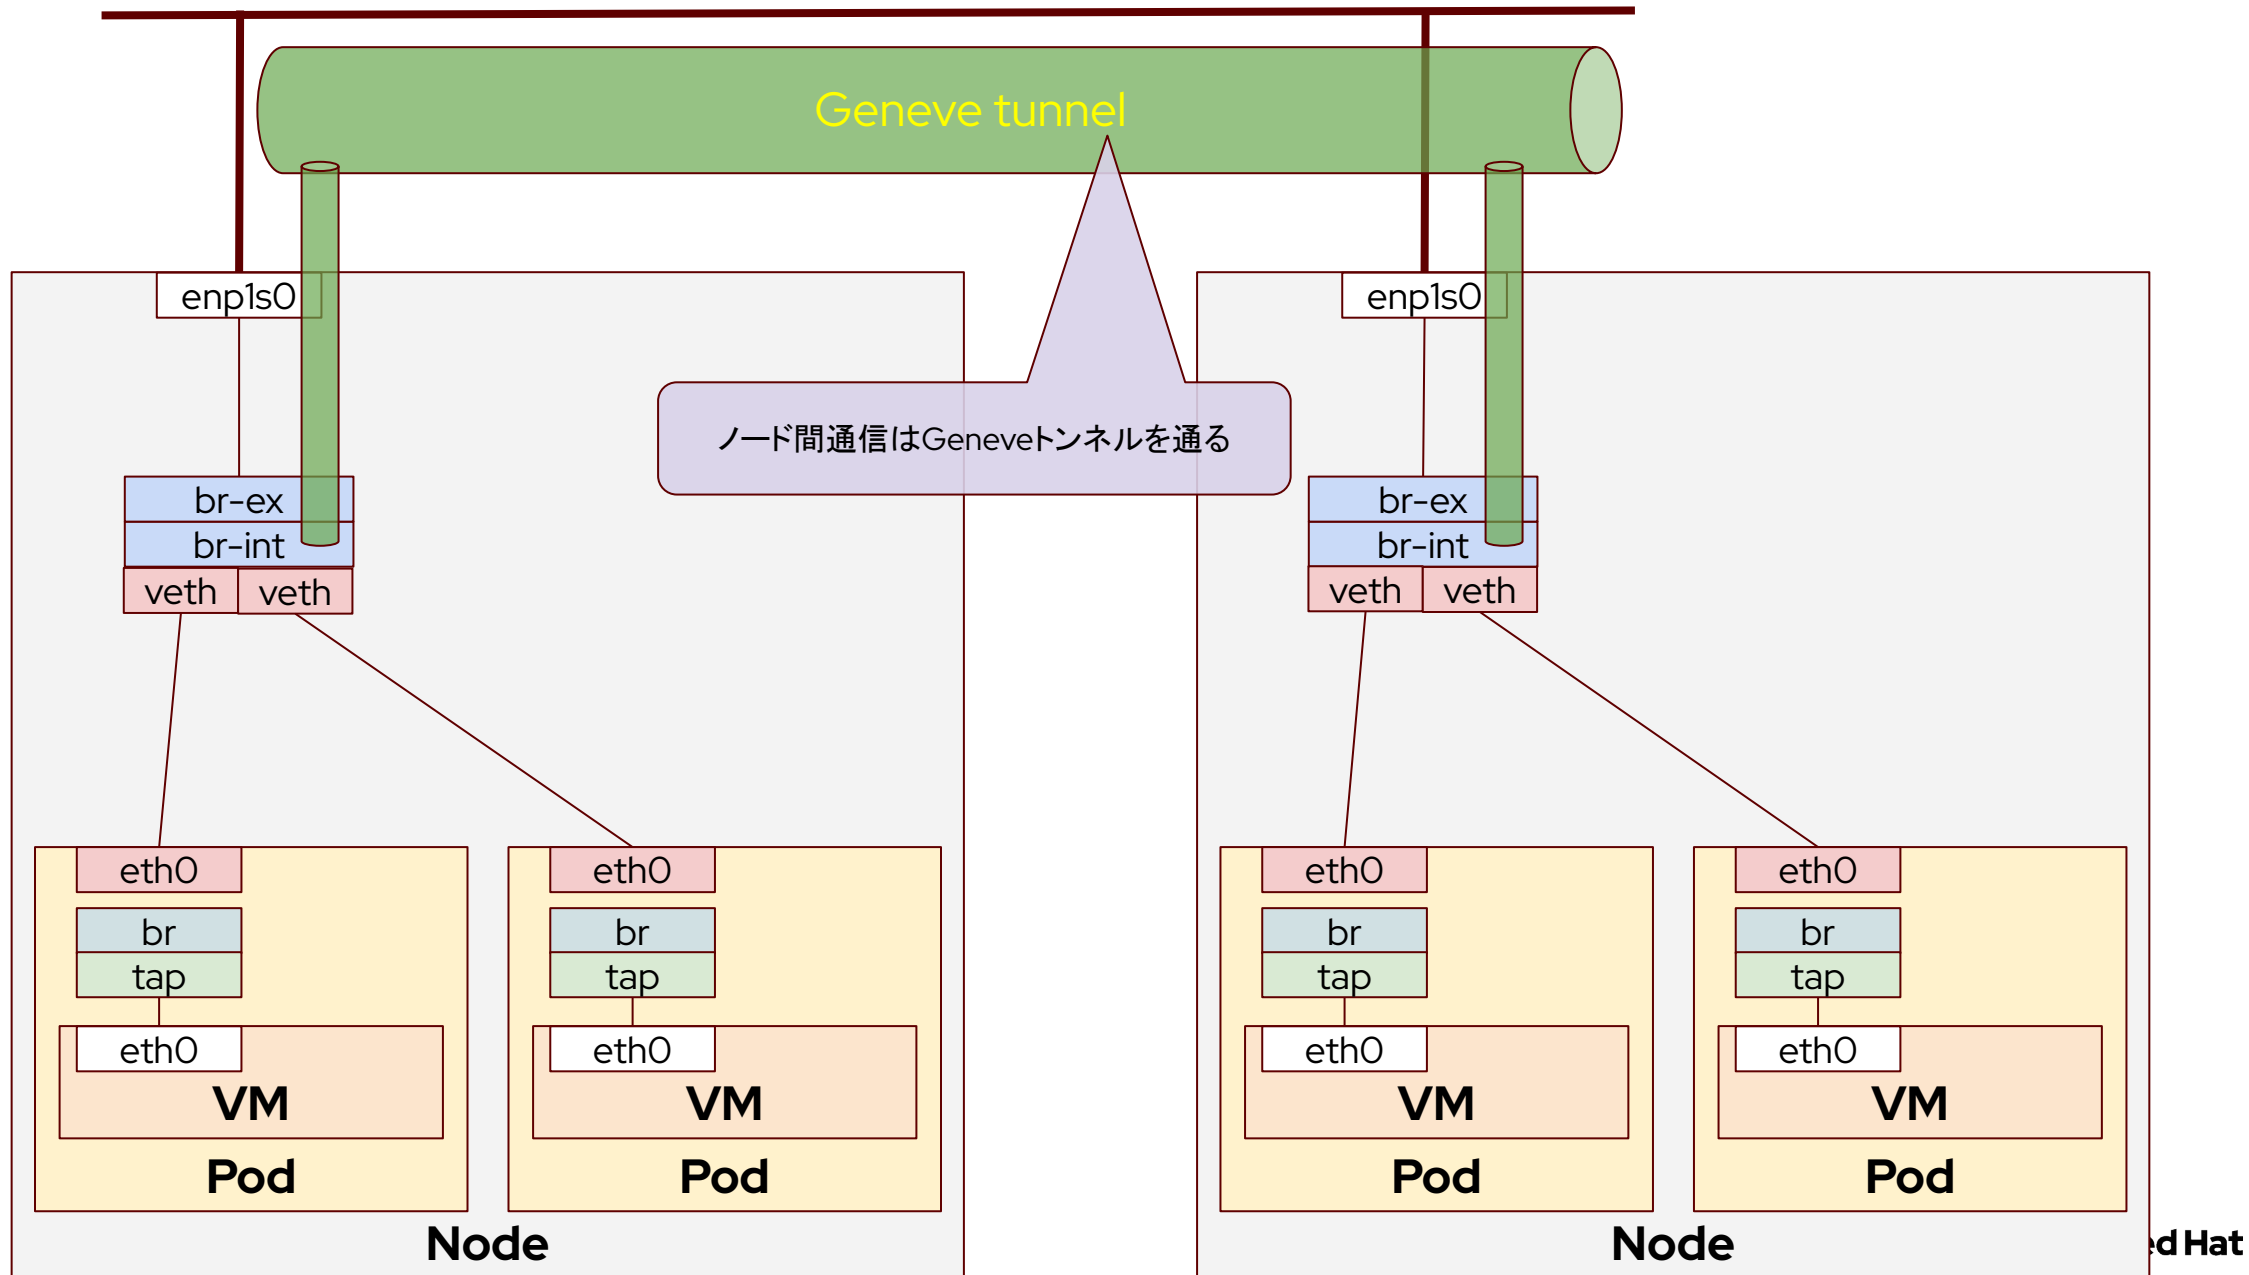 Geneve tunnel
enp1s0
enp1s0
ノード間通信はGeneveトンネルを通る
br-ex
br-int
veth veth
br-ex
br-int
veth veth
eth0
br
tap
eth0
VM
Pod
eth0
br
tap
eth0
VM
Pod
Node
eth0
br
tap
eth0
VM
Pod
eth0
br
tap
eth0
VM
Pod
Node
Hat